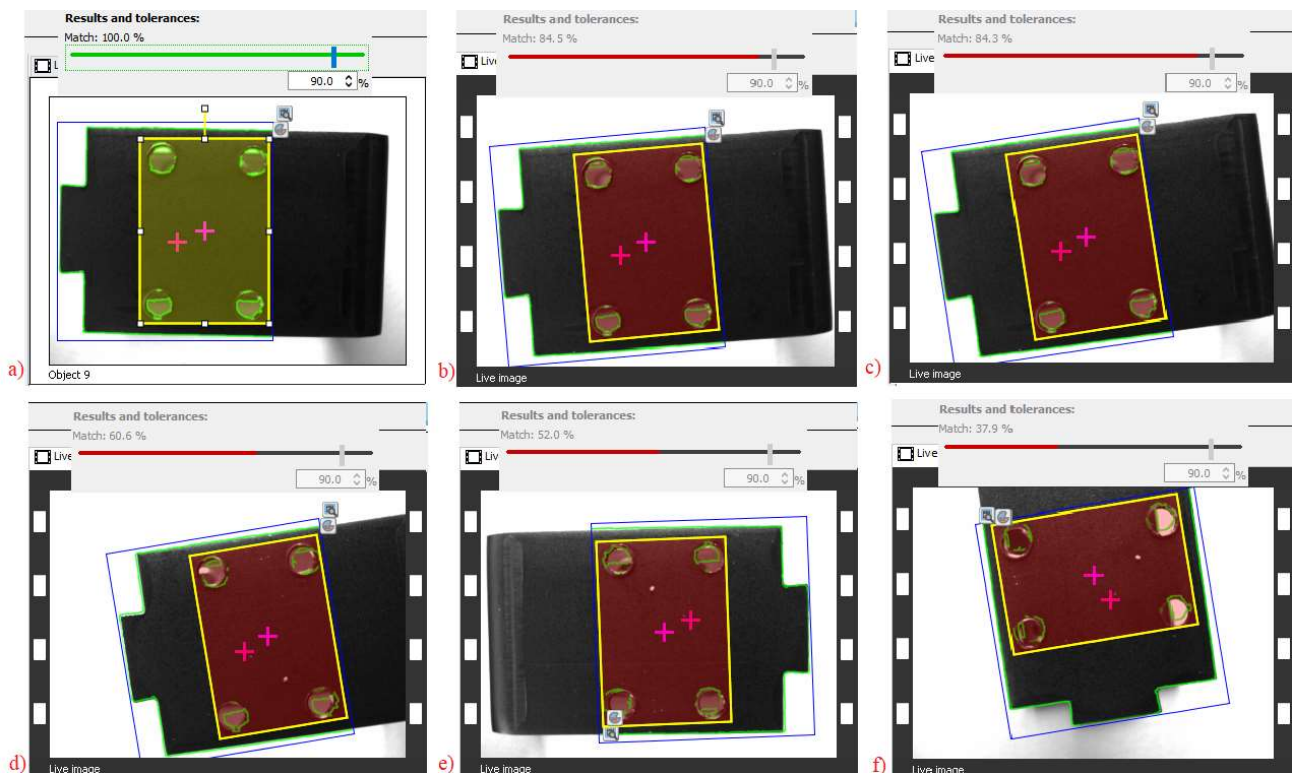 Results and tolerances:
Match: 100.0 %
90.0 %
a)
Object 9
Results and tolerances:
Match: 84.5 %
Live
90.0 %
b)
Live image
Results and tolerances:
Match: 84.3 %
Live
90.0 %
c)
Live image
Results and tolerances:
Match: 60.6 %
Live
90.0 %
d)
Live image
Results and tolerances:
Match: 52.0 %
Liv
90.0 %
e)
Live image
Results and tolerances:
Match: 37.9 %
Live
90.0 %
f)
Live image